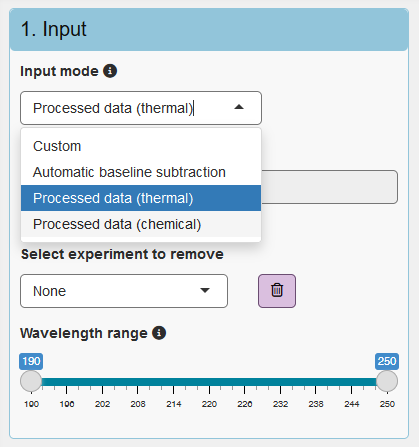 1. Input
Input mode
Processed data (thermal)
Custom
Automatic baseline subtraction
Processed data (thermal)
Processed data (chemical)
Select experiment to remove
None
Wavelength range
190 250
190 196 202 208 214 220 226 232 238 244 250